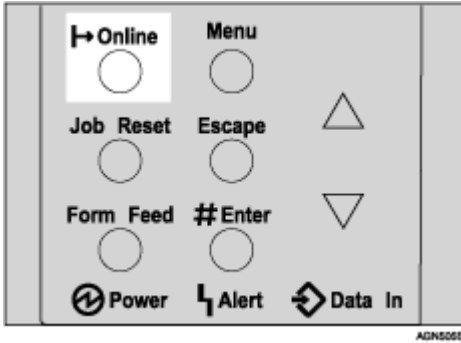 Online Menu
Job Reset Escape
Form Feed # Enter
Power Alert Data In